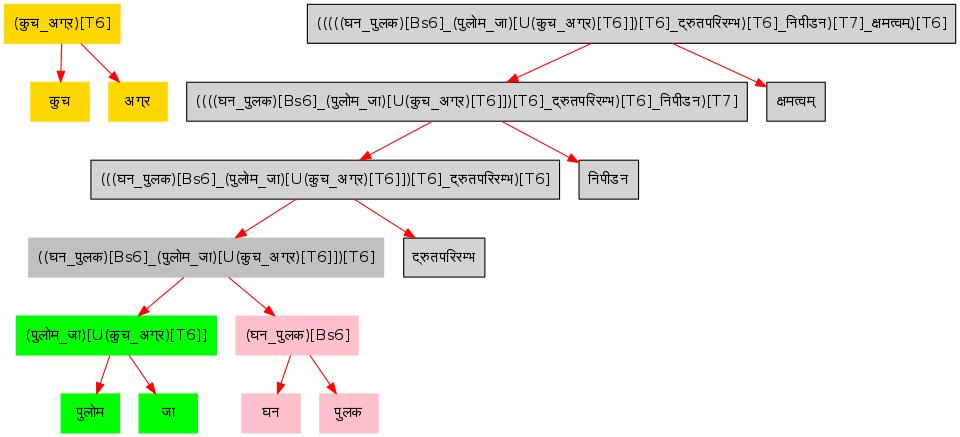 (कुच_अग्र)[T6] (((((घन_पुलक)[Bs6]_(पुलोम_जा)[U(कुच_अग्र)[T6]])[T6]_द्रुतपरिरम्भ)[T6]_निपीडन)[T7]_क्षमत्वम्)[T6]
कुच अग्र ((((घन_पुलक)[Bs6]_(पुलोम_जा)[U(कुच_अग्र)[T6]])[T6]_द्रुतपरिरम्भ)[T6]_निपीडन)[T7] क्षमत्वम्
(((घन_पुलक)[Bs6]_(पुलोम_जा)[U(कुच_अग्र)[T6]])[T6]_द्रुतपरिरम्भ)[T6] निपीडन
((घन_पुलक)[Bs6]_(पुलोम_जा)[U(कुच_अग्र)[T6]])[T6] द्रुतपरिरम्भ
(पुलोम_जा)[U(कुच_अग्र)[T6]] (घन_पुलक)[Bs6]
पुलोम जा घन पुलक